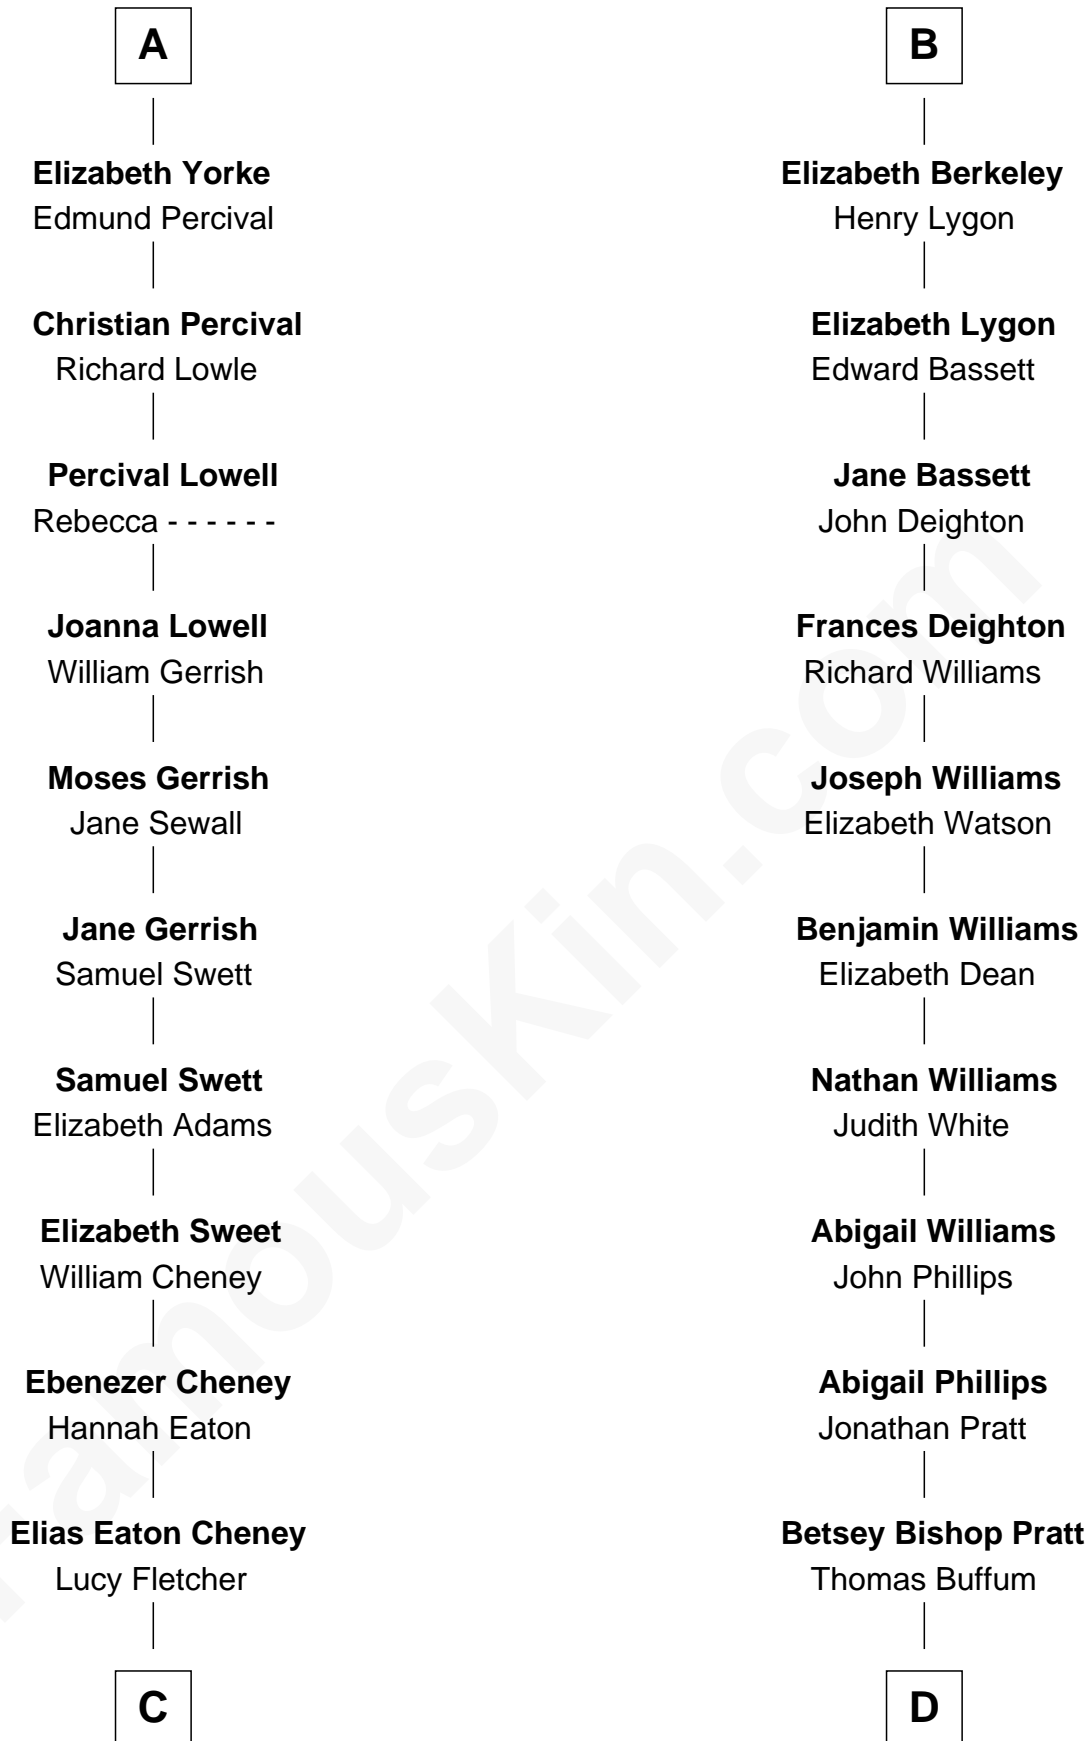 A
Elizabeth Yorke
Edmund Percival
Christian Percival
Richard Lowle
Percival Lowell
Rebecca - - - - - -
Joanna Lowell
William Gerrish
Moses Gerrish
Jane Sewall
Jane Gerrish
Samuel Swett
Samuel Swett
Elizabeth Adams
Elizabeth Sweet
William Cheney
Ebenezer Cheney
Hannah Eaton
Elias Eaton Cheney
Lucy Fletcher
C
B
Elizabeth Berkeley
Henry Lygon
Elizabeth Lygon
Edward Bassett
Jane Bassett
John Deighton
Frances Deighton
Richard Williams
Joseph Williams
Elizabeth Watson
Benjamin Williams
Elizabeth Dean
Nathan Williams
Judith White
Abigail Williams
John Phillips
Abigail Phillips
Jonathan Pratt
Betsey Bishop Pratt
Thomas Buffum
D
FamousKin.com